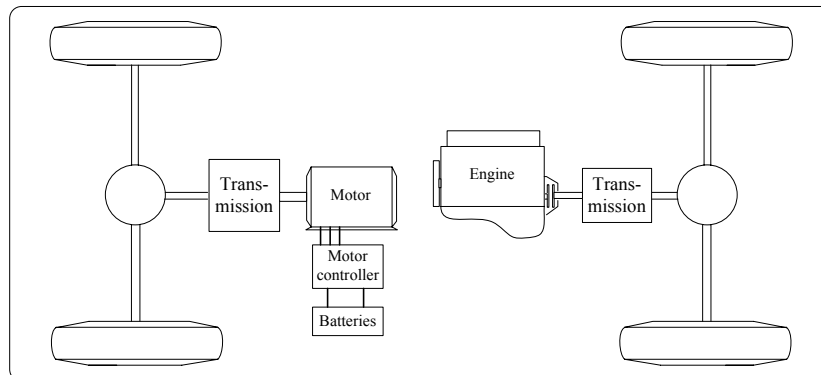 Trans-
mission
Motor
Motor
controller
Batteries
Engine
Trans-
mission